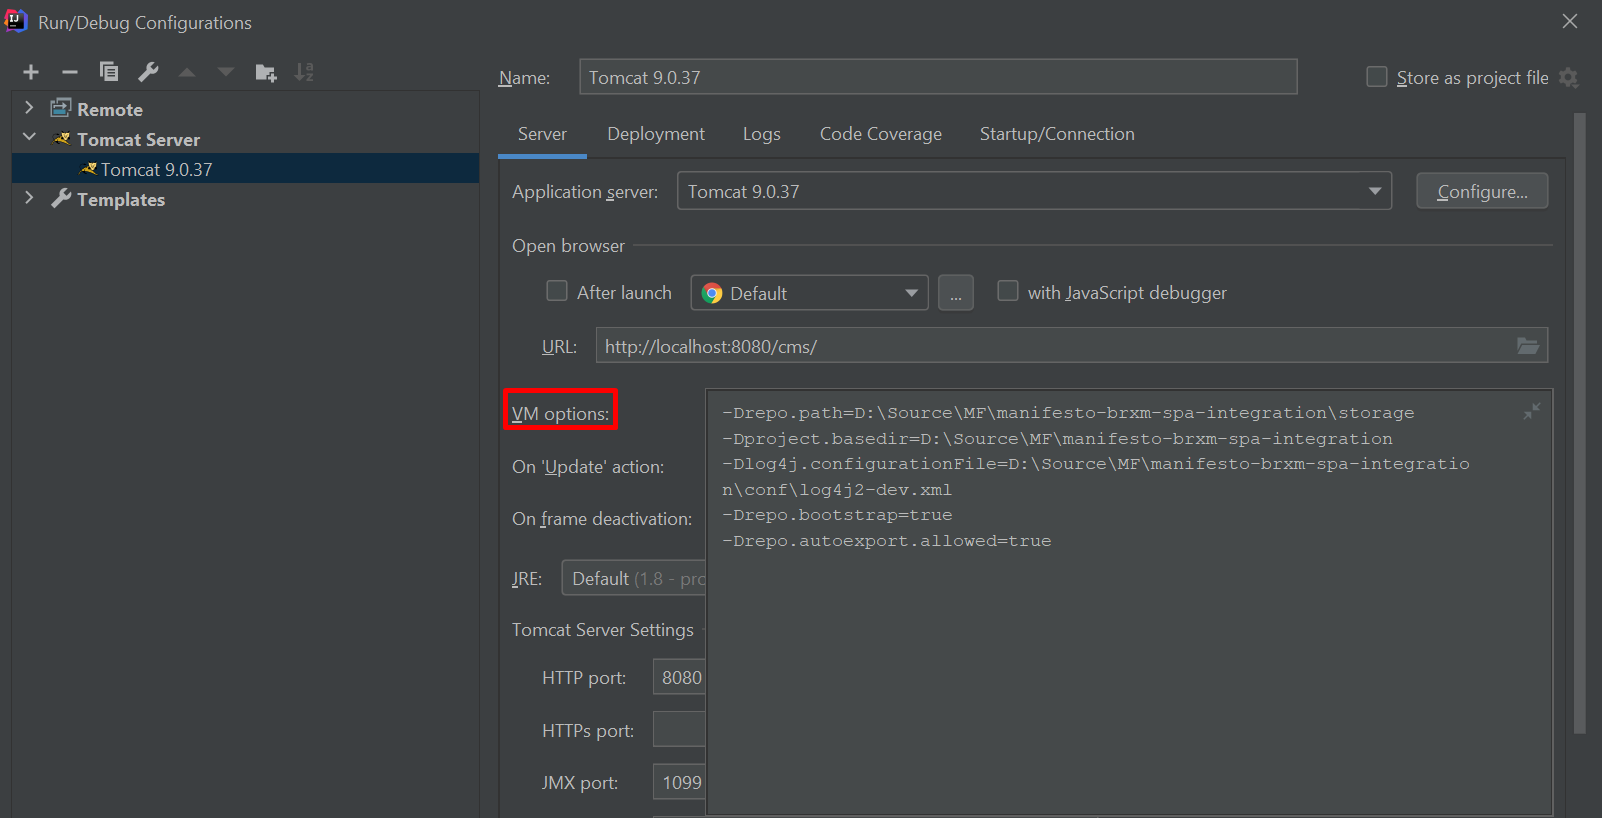 Run/Debug Configurations
Name: Tomcat 9.0.37 Store as project file
Remote
Tomcat Server
Tomcat 9.0.37
Templates
Server Deployment Logs Code Coverage Startup/Connection
Application server: Tomcat 9.0.37 Configure...
Open browser
After launch Default ... with JavaScript debugger
URL: http://localhost:8080/cms/
VM options:
-Drepo.path=D:\Source\MF\manifesto-brxm-spa-integration\storage
-Dproject.basedir=D:\Source\MF\manifesto-brxm-spa-integration
-Dlog4j.configurationFile=D:\Source\MF\manifesto-brxm-spa-integratio
n\conf\log4j2-dev.xml
-Drepo.bootstrap=true
-Drepo.autoexport.allowed=true
On 'Update' action:
On frame deactivation:
JRE: Default (1.8 - pro
Tomcat Server Settings
HTTP port: 8080
HTTPs port:
JMX port: 1099